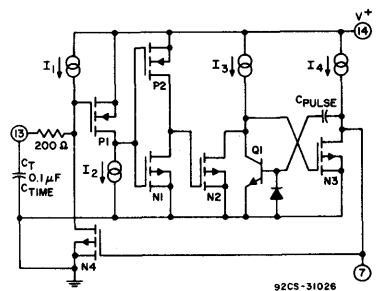 V+
14
I1
P2
I3
I4
CPULSE
P1
Q1
13
200 Ω
I2
CT
0.1 μF
CTIME
N1
N2
N3
N4
7
92CS-31026